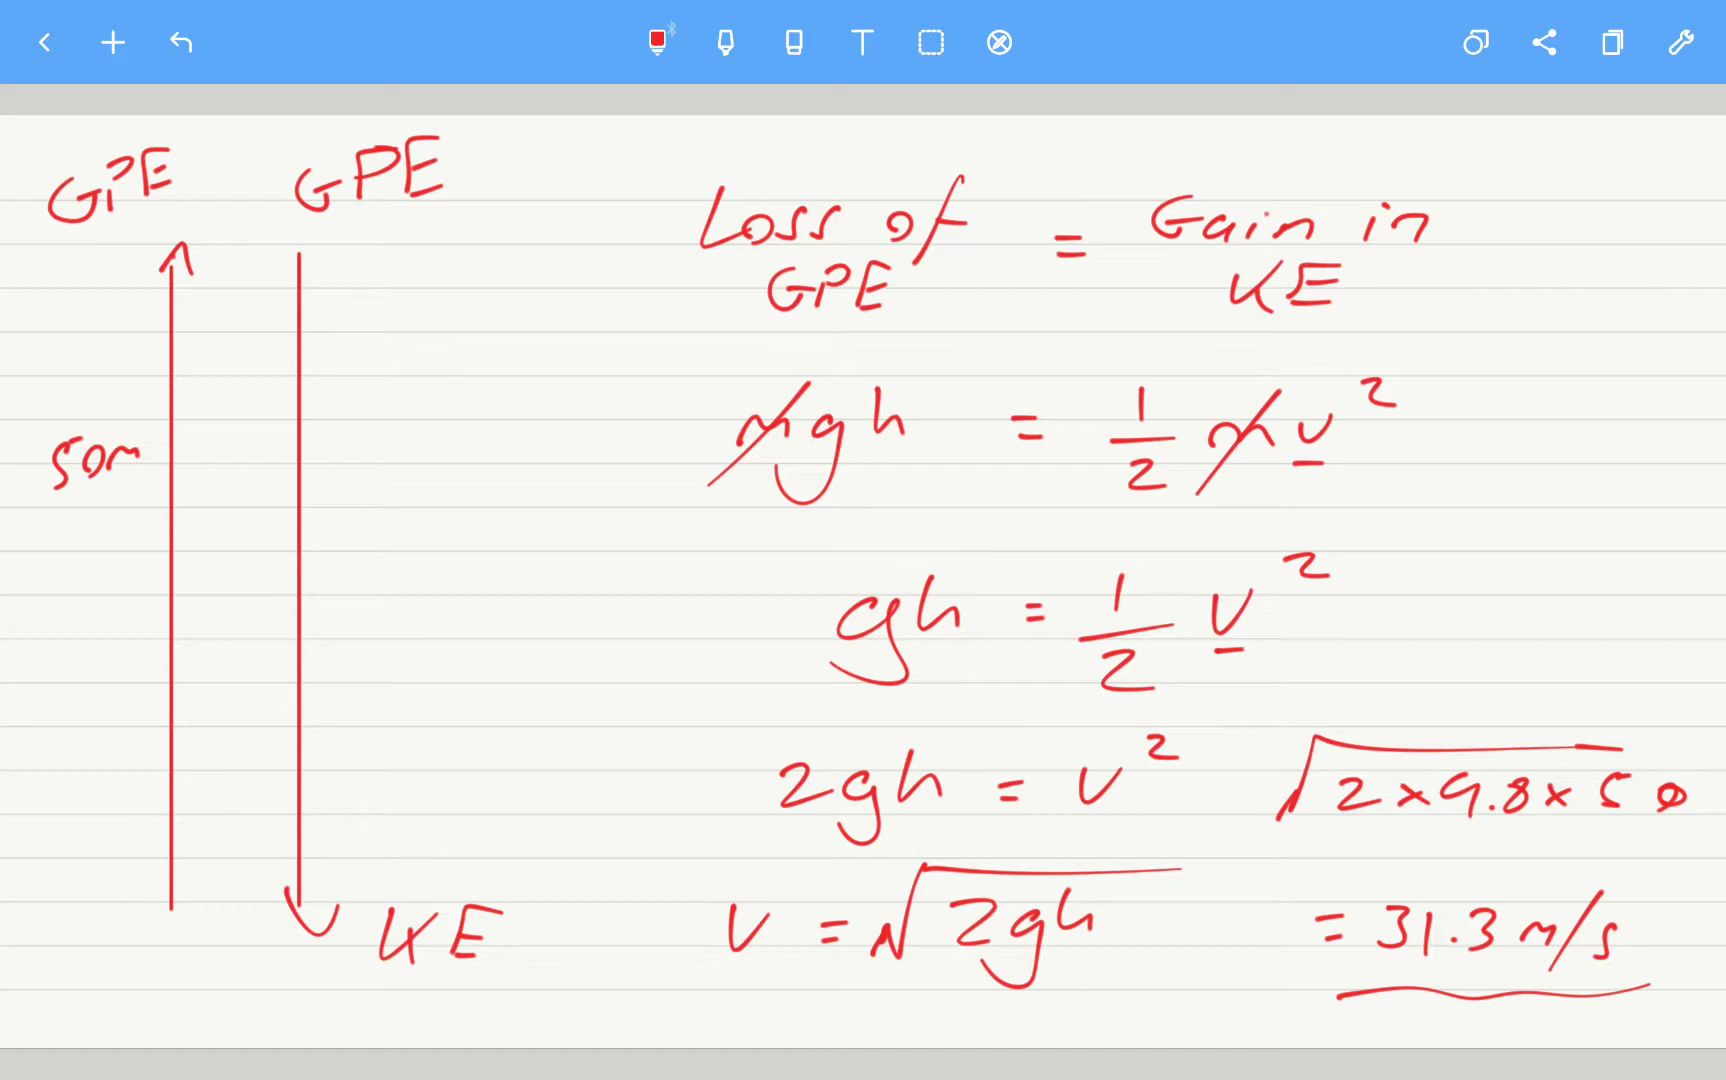 GPE GPE
Loss of = Gain in
GPE KE
50m
mgh = 1/2 mv²
gh = 1/2 v²
2gh = v²
√2×9.8×50
KE
v = √2gh
= 31.3 m/s